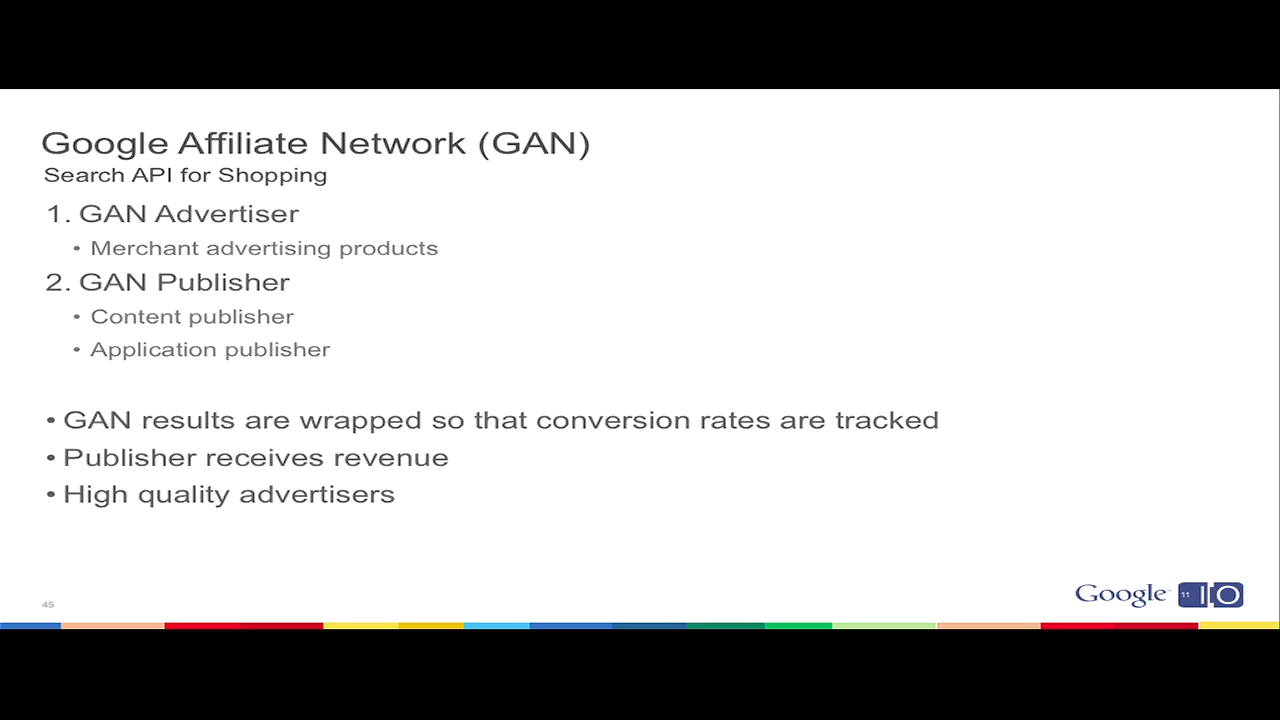 Google Affiliate Network (GAN)
Search API for Shopping
1. GAN Advertiser
• Merchant advertising products
2. GAN Publisher
• Content publisher
• Application publisher
• GAN results are wrapped so that conversion rates are tracked
• Publisher receives revenue
• High quality advertisers
45
Google 11 IO